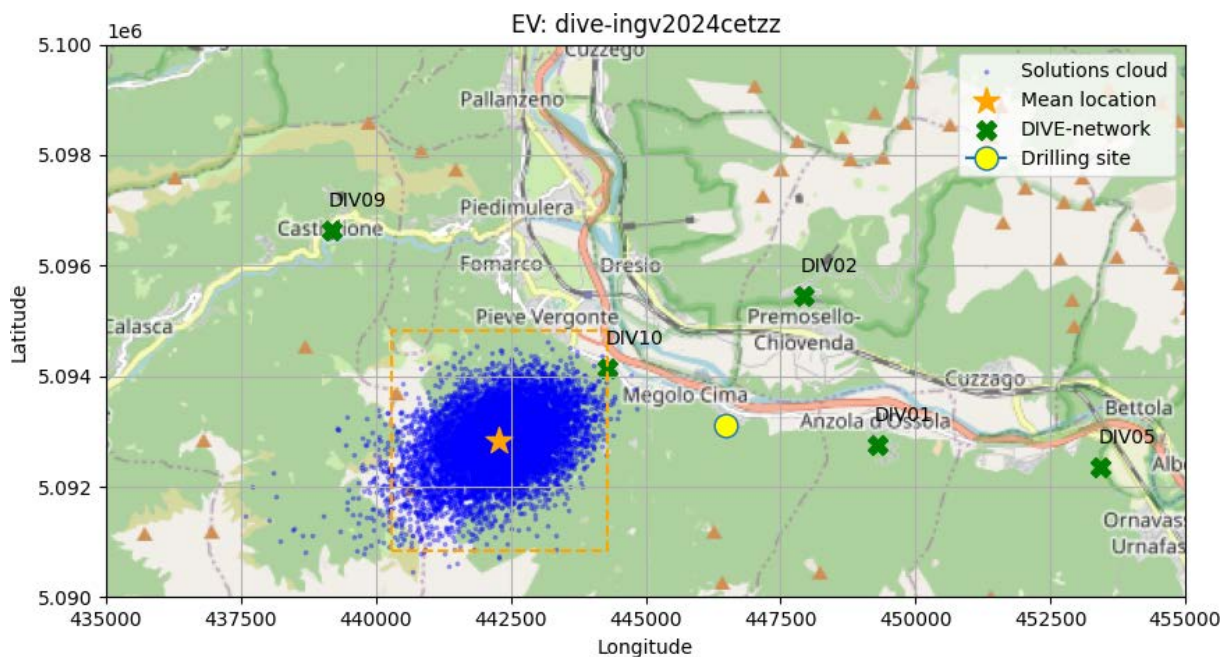 EV: dive-ingv2024cetzz
1e6
5.100
5.098
5.096
5.094
5.092
5.090
Latitude
435000
437500
440000
442500
445000
447500
450000
452500
455000
Longitude
Solutions cloud
Mean location
DIVE-network
Drilling site
Cuzzego
Pallanzeno
DIV09
Piedimulera
Fomarco
Dresio
DIV02
Calasca
Pieve Vergonte
Premosello-
Chiovenda
DIV10
Megolo Cima
Cuzzago
Anzola d'Ossola
DIV01
Bettola
DIV05
Albe
Ornavass
Urnafas